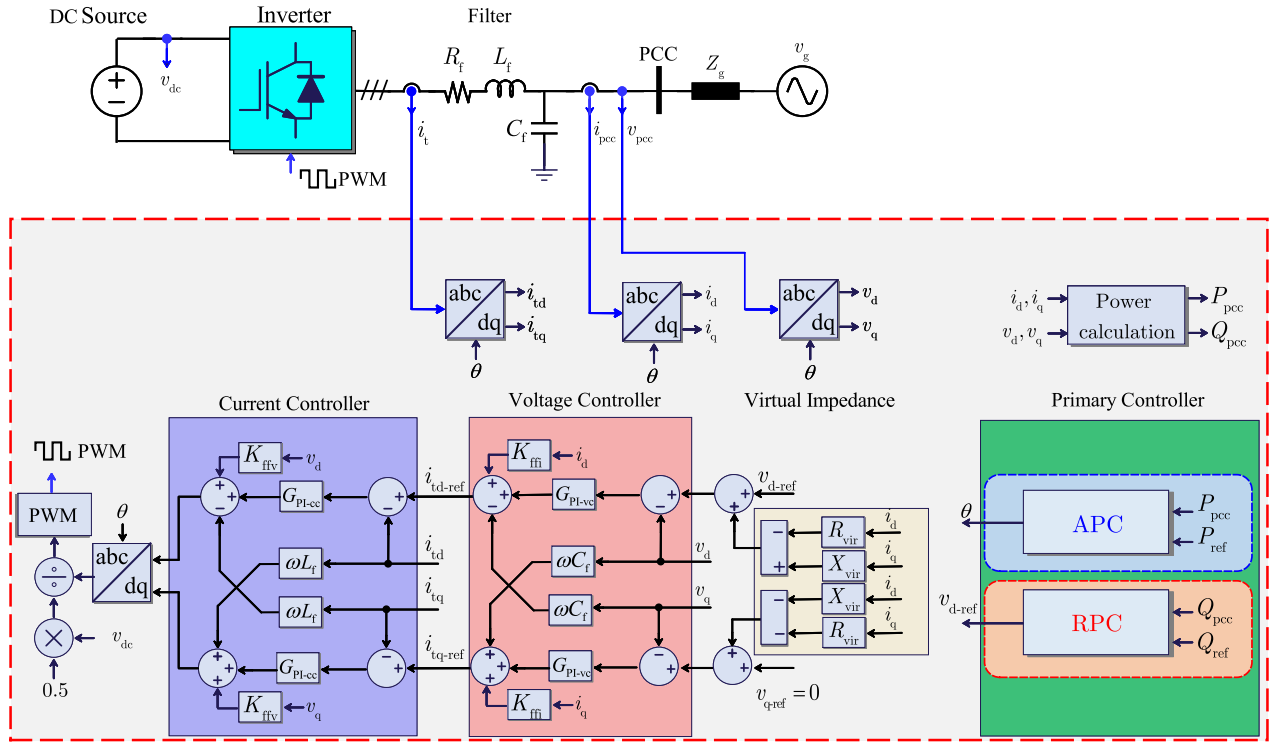 DC Source
Inverter
Filter
v_dc
PWM
R_f
L_f
C_f
i_t
i_pcc
v_pcc
PCC
Z_g
v_g
abc
dq
θ
i_td
i_tq
abc
dq
θ
i_d
i_q
abc
dq
θ
v_d
v_q
i_d, i_q
v_d, v_q
Power
calculation
P_pcc
Q_pcc
Current Controller
Voltage Controller
Virtual Impedance
Primary Controller
PWM
PWM
θ
abc
dq
÷
×
v_dc
0.5
K_ffv
v_d
G_PI-cc
ωL_f
ωL_f
G_PI-cc
K_ffv
v_q
i_td-ref
i_td
i_tq
i_tq-ref
K_ffi
i_d
G_PI-vc
ωC_f
ωC_f
G_PI-vc
K_ffi
i_q
v_d
v_q
v_d-ref
R_vir
i_d
X_vir
i_q
X_vir
i_d
R_vir
i_q
v_q-ref = 0
θ
APC
P_pcc
P_ref
v_d-ref
RPC
Q_pcc
Q_ref